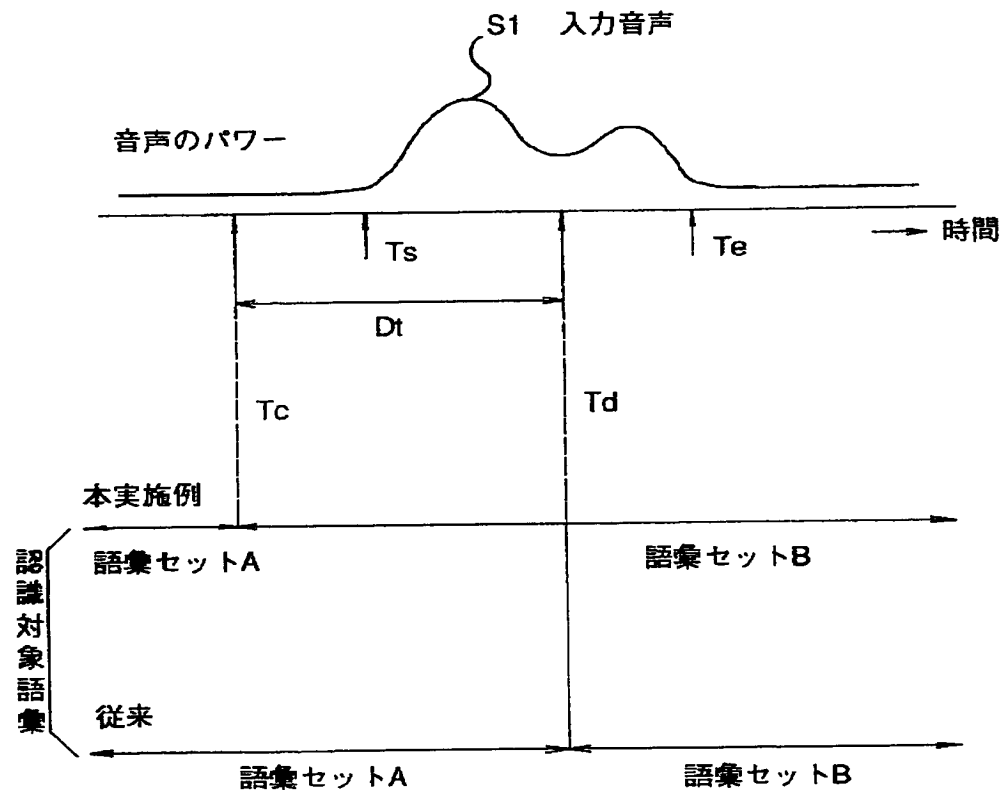 S1 入力音声
音声のパワー
時間
Ts
Te
Dt
Tc
Td
本実施例
語彙セットA
語彙セットB
認識対象語彙
従来
語彙セットA
語彙セットB